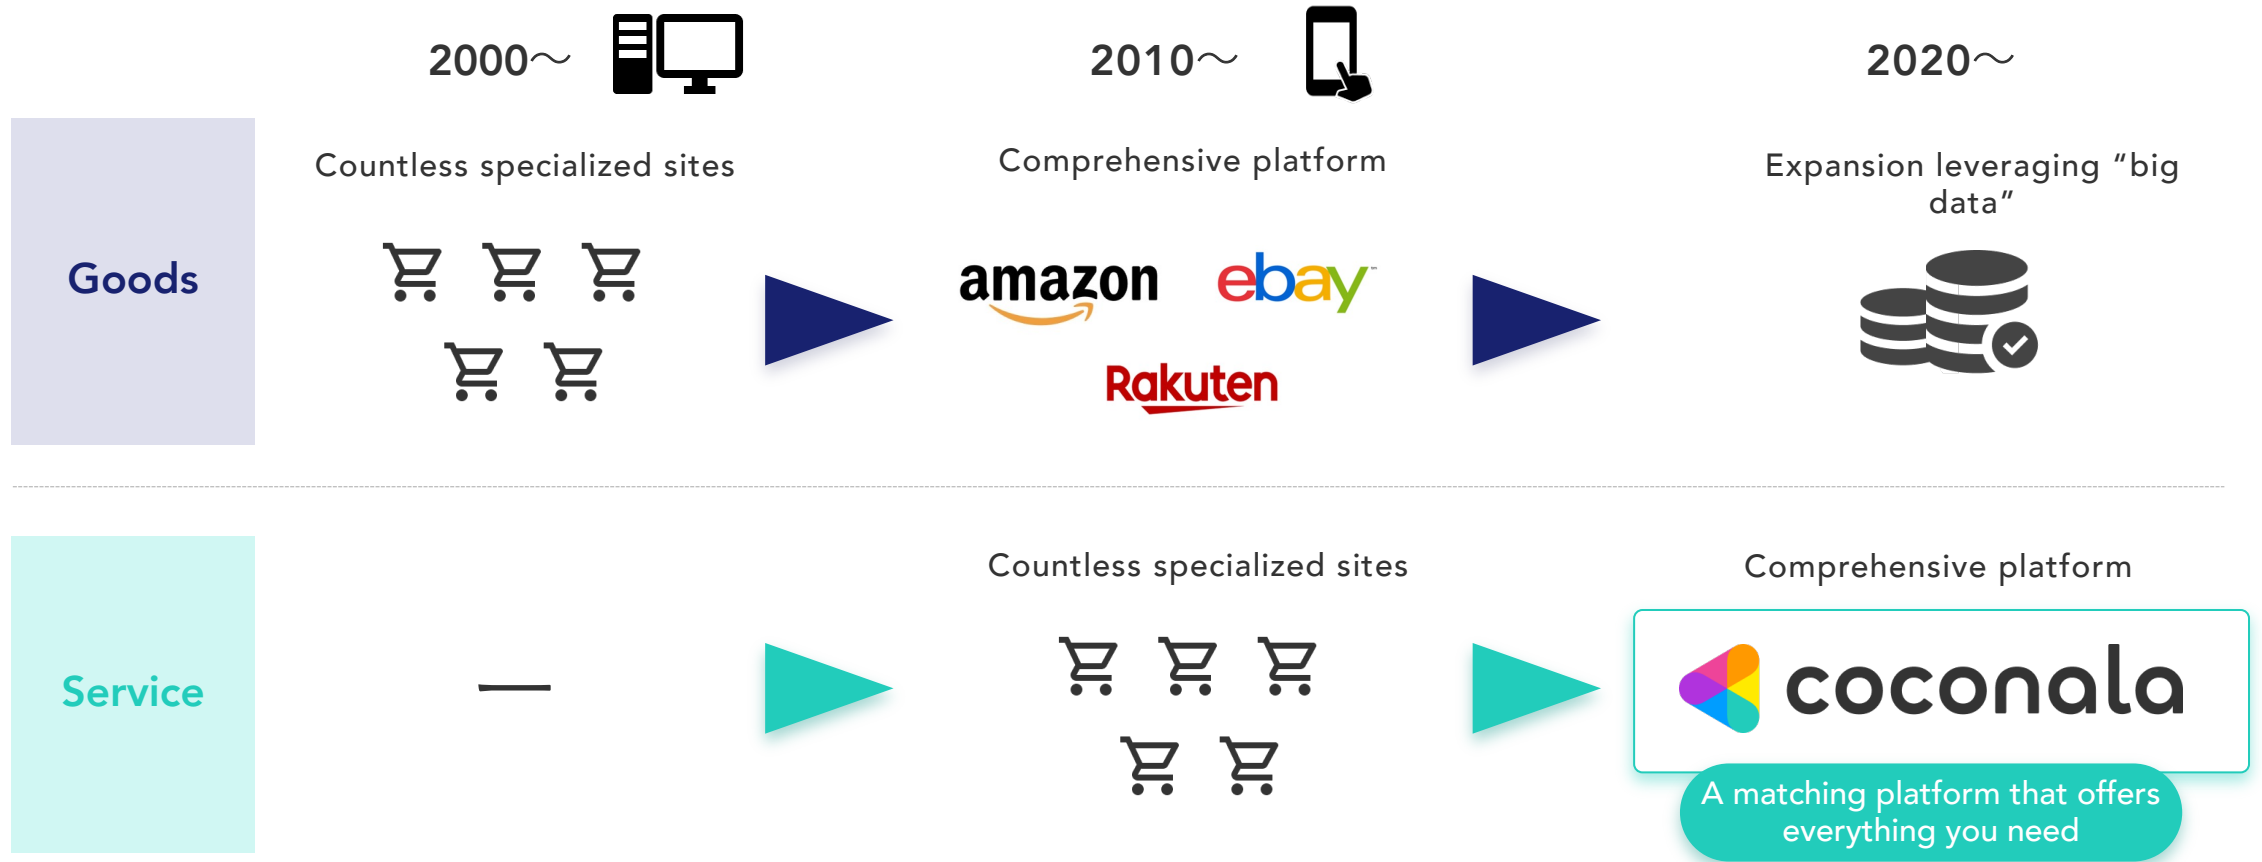 2000～
2010～
2020～
Goods
Countless specialized sites
Comprehensive platform
amazon
ebay™
Rakuten
Expansion leveraging “big
data”
Service
—
Countless specialized sites
Comprehensive platform
coconala
A matching platform that offers
everything you need